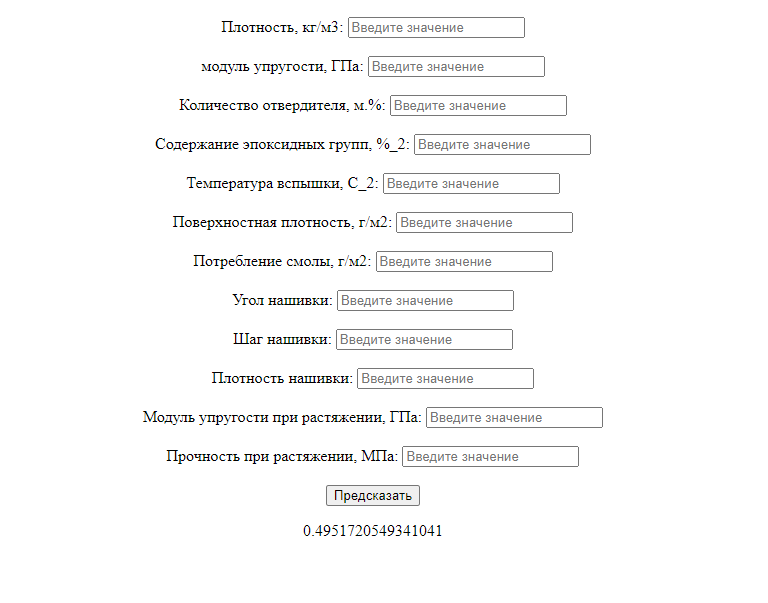 Плотность, кг/м3: Введите значение
модуль упругости, ГПа: Введите значение
Количество отвердителя, м.%: Введите значение
Содержание эпоксидных групп, %_2: Введите значение
Температура вспышки, С_2: Введите значение
Поверхностная плотность, г/м2: Введите значение
Потребление смолы, г/м2: Введите значение
Угол нашивки: Введите значение
Шаг нашивки: Введите значение
Плотность нашивки: Введите значение
Модуль упругости при растяжении, ГПа: Введите значение
Прочность при растяжении, МПа: Введите значение
Предсказать
0.4951720549341041